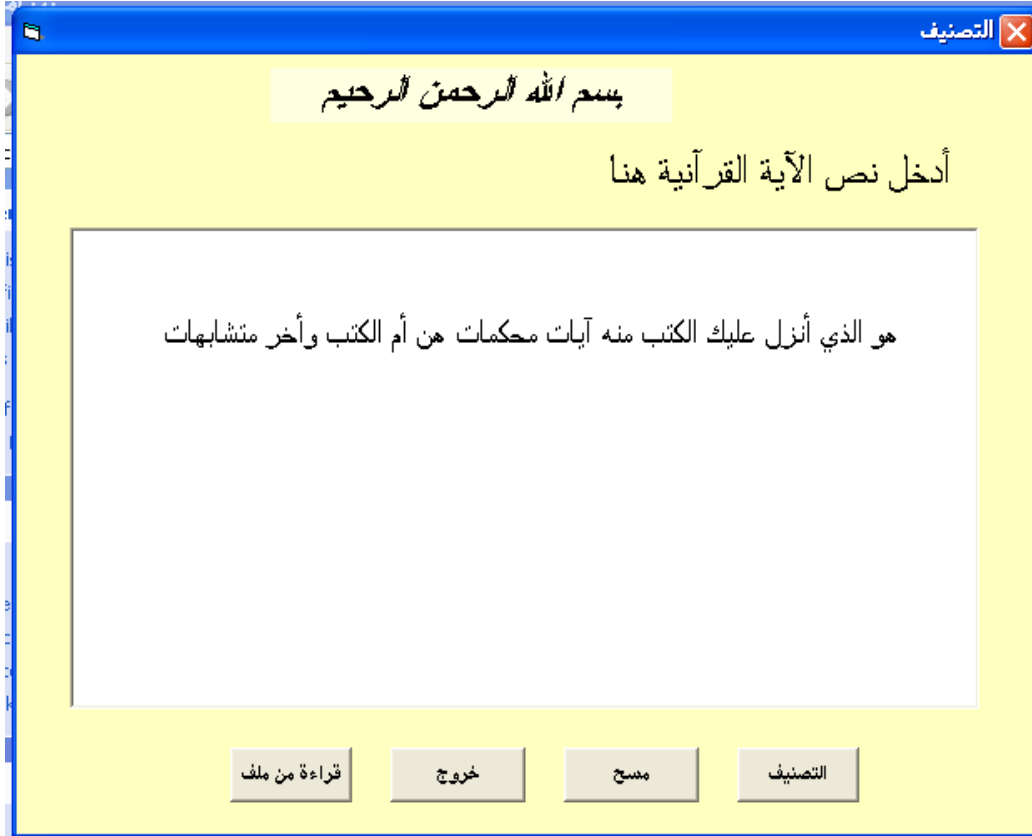 التصنيف
بسم الله الرحمن الرحيم
أدخل نص الآية القرآنية هنا
هو الذي أنزل عليك الكتب منه آيات محكمات هن أم الكتب وأخر متشابهات
التصنيف
مسح
خروج
قراءة من ملف